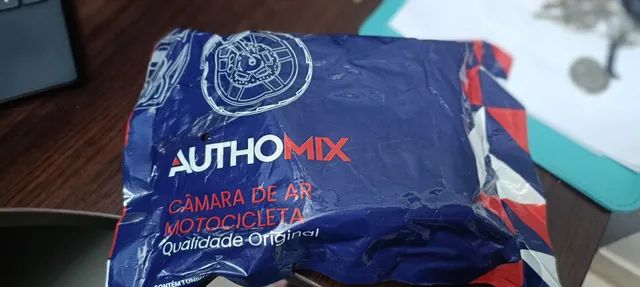 AUTHOMIX
CÂMARA DE AR
MOTOCICLETA
Qualidade Original